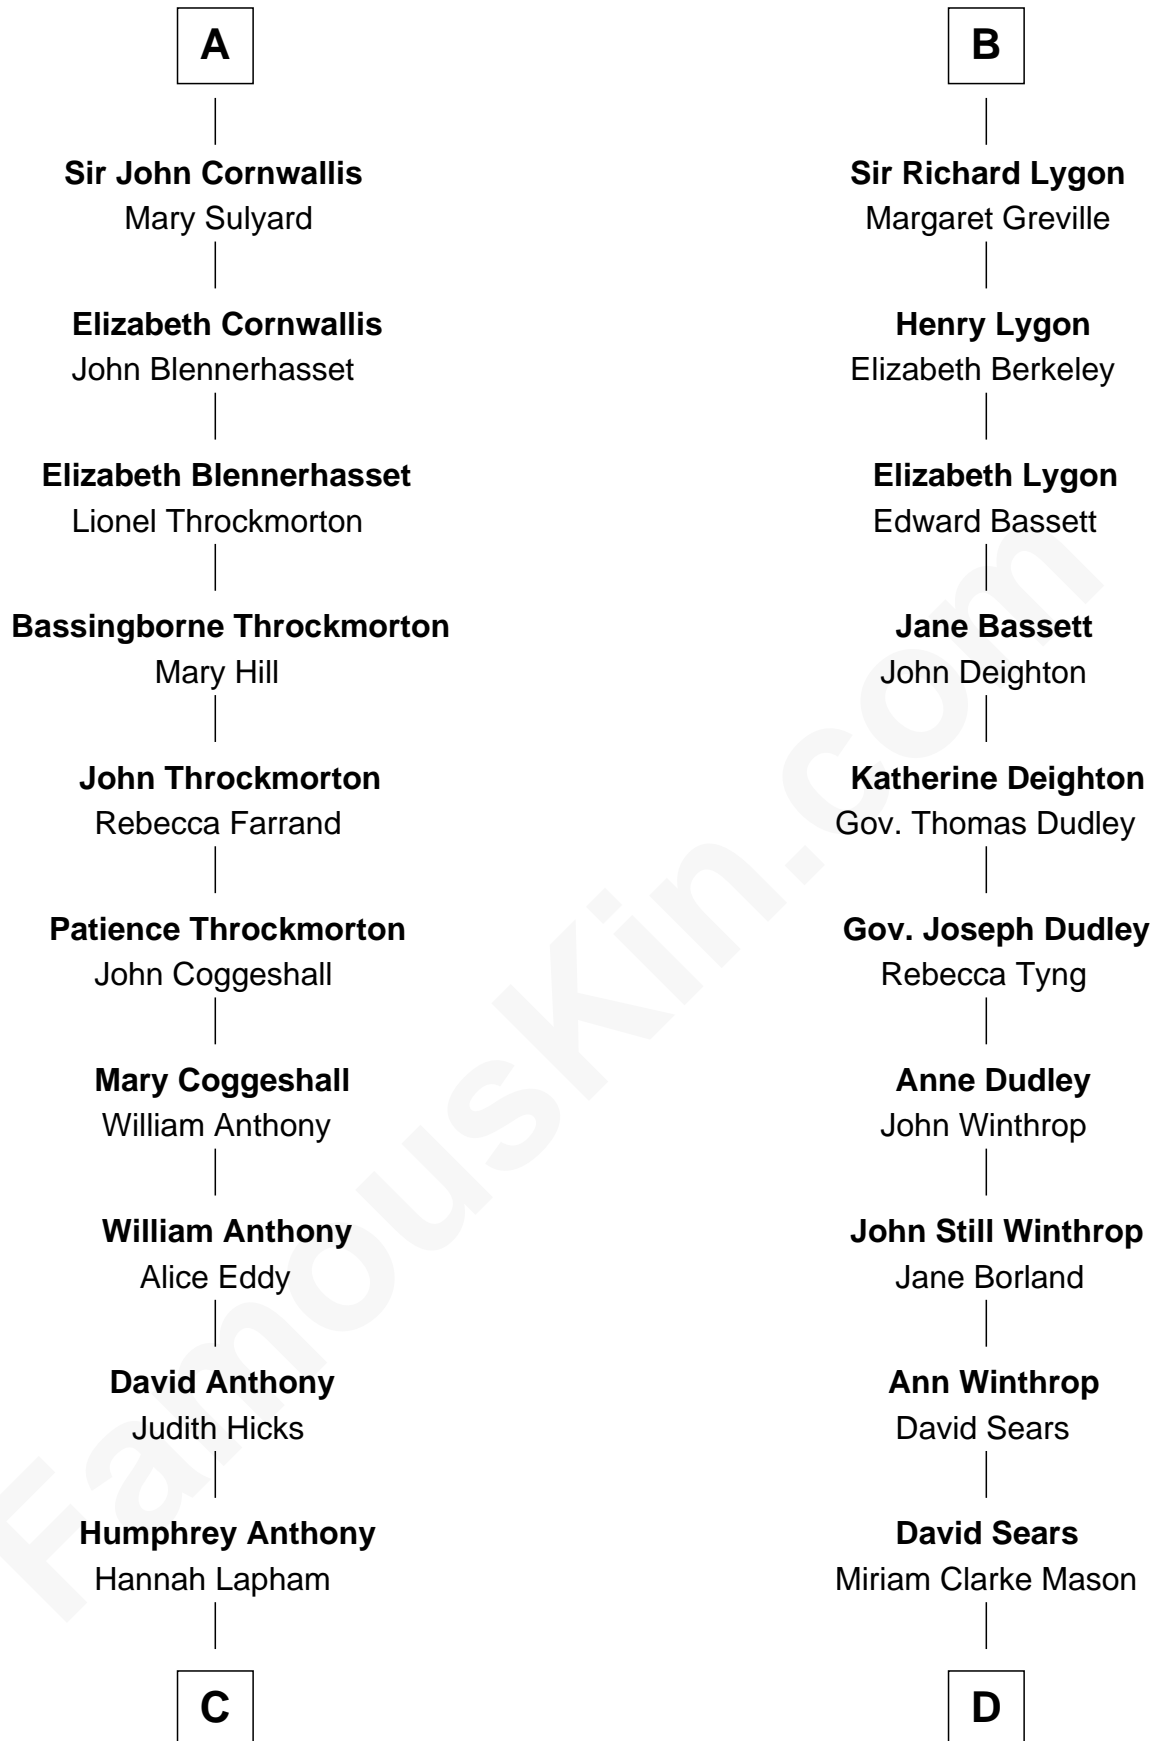 A
Sir John Cornwallis
Mary Sulyard
Elizabeth Cornwallis
John Blennerhasset
Elizabeth Blennerhasset
Lionel Throckmorton
Bassingborne Throckmorton
Mary Hill
John Throckmorton
Rebecca Farrand
Patience Throckmorton
John Coggeshall
Mary Coggeshall
William Anthony
William Anthony
Alice Eddy
David Anthony
Judith Hicks
Humphrey Anthony
Hannah Lapham
C
B
Sir Richard Lygon
Margaret Greville
Henry Lygon
Elizabeth Berkeley
Elizabeth Lygon
Edward Bassett
Jane Bassett
John Deighton
Katherine Deighton
Gov. Thomas Dudley
Gov. Joseph Dudley
Rebecca Tyng
Anne Dudley
John Winthrop
John Still Winthrop
Jane Borland
Ann Winthrop
David Sears
David Sears
Miriam Clarke Mason
D
FamousKin.com